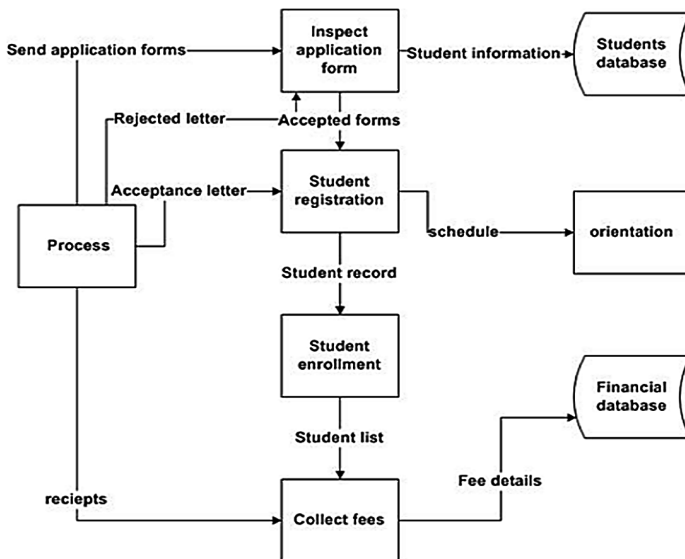 Inspect
application
form
Send application forms
Student information
Students
database
Rejected letter
Accepted forms
Acceptance letter
Student
registration
Process
schedule
orientation
Student record
Student
enrollment
Financial
database
Student list
Fee details
reciepts
Collect fees